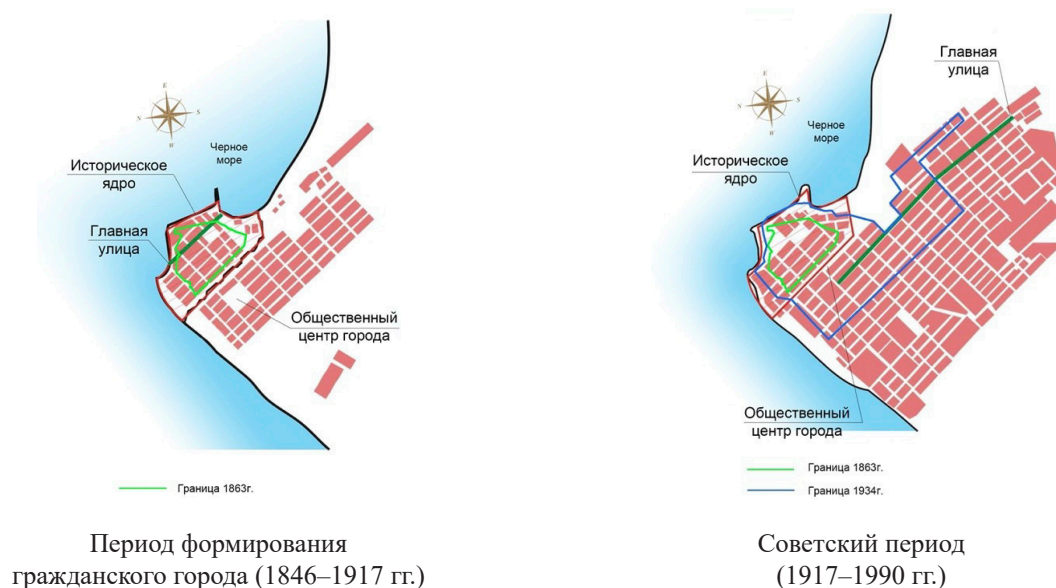 E
N
S
W
Черное
море
Историческое
ядро
Главная
улица
Общественный
центр города
Граница 1863г.
Период формирования
гражданского города (1846–1917 гг.)
Главная
улица
E
N
S
W
Черное
море
Историческое
ядро
Общественный
центр города
Граница 1863г.
Граница 1934г.
Советский период
(1917–1990 гг.)